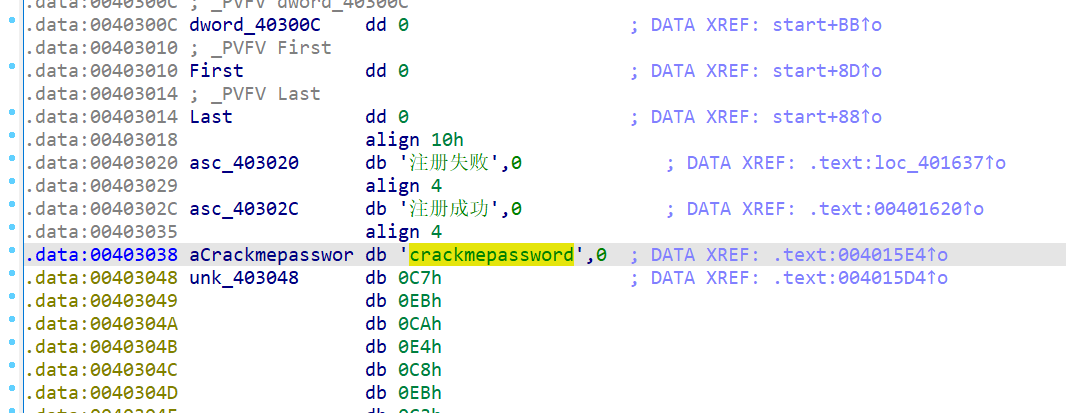 .data:0040300C ; _PVFV dword_40300C
.data:0040300C dword_40300C dd 0 ; DATA XREF: start+BB↑o
.data:00403010 ; _PVFV First
.data:00403010 First dd 0 ; DATA XREF: start+8D↑o
.data:00403014 ; _PVFV Last
.data:00403014 Last dd 0 ; DATA XREF: start+88↑o
.data:00403018 align 10h
.data:00403020 asc_403020 db '注册失败',0 ; DATA XREF: .text:loc_401637↑o
.data:00403029 align 4
.data:0040302C asc_40302C db '注册成功',0 ; DATA XREF: .text:00401620↑o
.data:00403035 align 4
.data:00403038 aCrackmepasswor db 'crackmepassword',0 ; DATA XREF: .text:004015E4↑o
.data:00403048 unk_403048 db 0C7h ; DATA XREF: .text:004015D4↑o
.data:00403049 db 0EBh
.data:0040304A db 0CAh
.data:0040304B db 0E4h
.data:0040304C db 0C8h
.data:0040304D db 0EBh